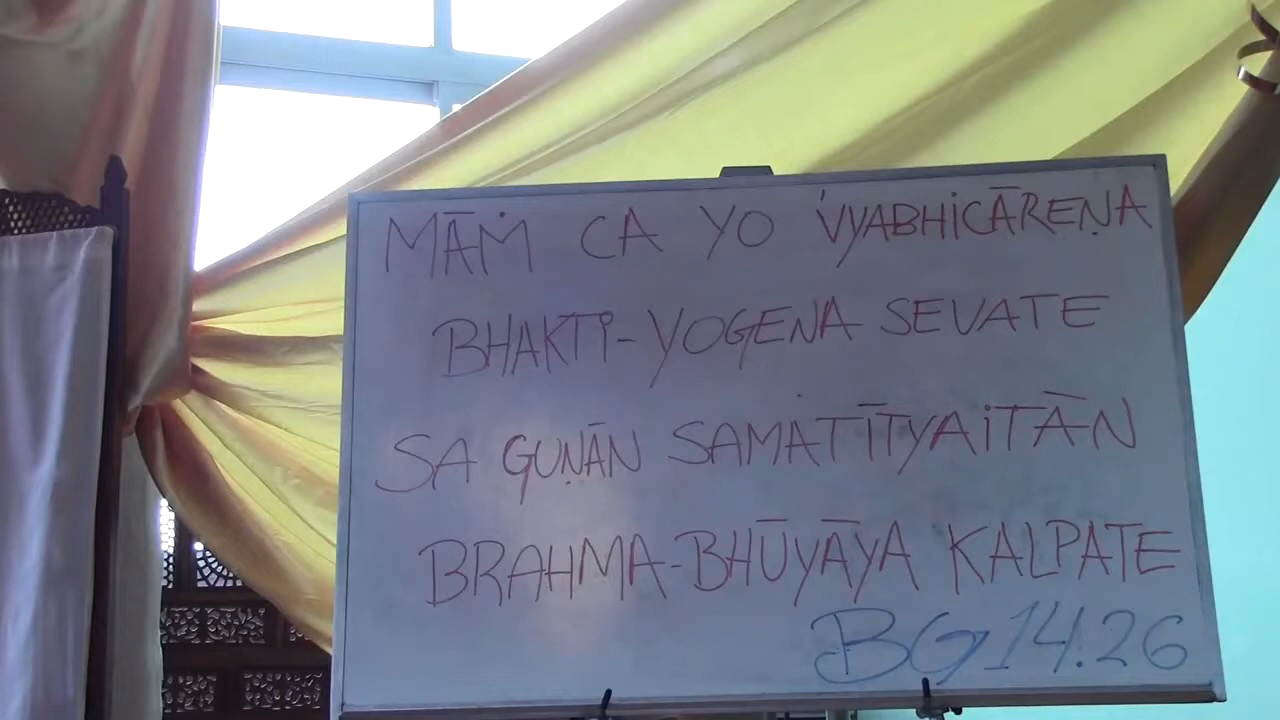 MĀṀ CA YO 'VYABHICĀREṆA
BHAKTI-YOGENA SEVATE
SA GUṆĀN SAMATĪTYAITĀN
BRAHMA-BHŪYĀYA KALPATE
BG 14.26